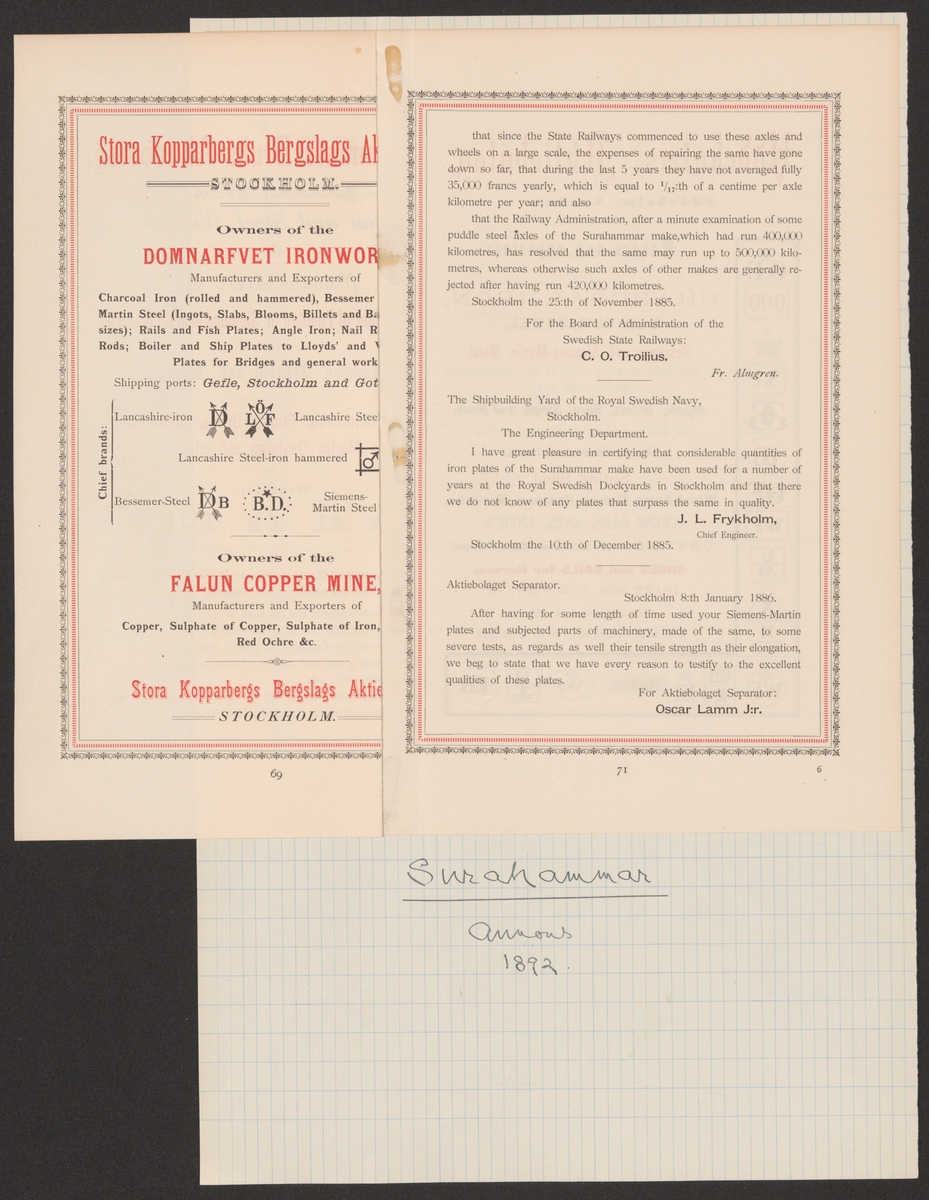 Stora Kopparbergs Bergslags Ak
STOCKHOLM.
Owners of the
DOMNARFVET IRONWOR
Manufacturers and Exporters of
Charcoal Iron (rolled and hammered), Bessemer
Martin Steel (Ingots, Slabs, Blooms, Billets and Ba
sizes); Rails and Fish Plates; Angle Iron; Nail R
Rods; Boiler and Ship Plates to Lloyds' and V
Plates for Bridges and general work
Shipping ports: Gefle, Stockholm and Got
Chief brands:
Lancashire-iron D LÖF Lancashire Stee
Lancashire Steel-iron hammered
Bessemer-Steel DB B.D. Siemens-
Martin Steel
Owners of the
FALUN COPPER MINE,
Manufacturers and Exporters of
Copper, Sulphate of Copper, Sulphate of Iron,
Red Ochre &c.
Stora Kopparbergs Bergslags Aktie
STOCKHOLM.
69
that since the State Railways commenced to use these axles and
wheels on a large scale, the expenses of repairing the same have gone
down so far, that during the last 5 years they have not averaged fully
35,000 francs yearly, which is equal to 1/17:th of a centime per axle
kilometre per year; and also
that the Railway Administration, after a minute examination of some
puddle steel axles of the Surahammar make,which had run 400,000
kilometres, has resolved that the same may run up to 500,000 kilo-
metres, whereas otherwise such axles of other makes are generally re-
jected after having run 420,000 kilometres.
Stockholm the 25:th of November 1885.
For the Board of Administration of the
Swedish State Railways:
C. O. Troilius.
Fr. Almgren.
The Shipbuilding Yard of the Royal Swedish Navy,
Stockholm.
The Engineering Department.
I have great pleasure in certifying that considerable quantities of
iron plates of the Surahammar make have been used for a number of
years at the Royal Swedish Dockyards in Stockholm and that there
we do not know of any plates that surpass the same in quality.
J. L. Frykholm,
Chief Engineer.
Stockholm the 10:th of December 1885.
Aktiebolaget Separator.
Stockholm 8:th January 1886.
After having for some length of time used your Siemens-Martin
plates and subjected parts of machinery, made of the same, to some
severe tests, as regards as well their tensile strength as their elongation,
we beg to state that we have every reason to testify to the excellent
qualities of these plates.
For Aktiebolaget Separator:
Oscar Lamm J:r.
71
6
Surahammar
Annons
1892.